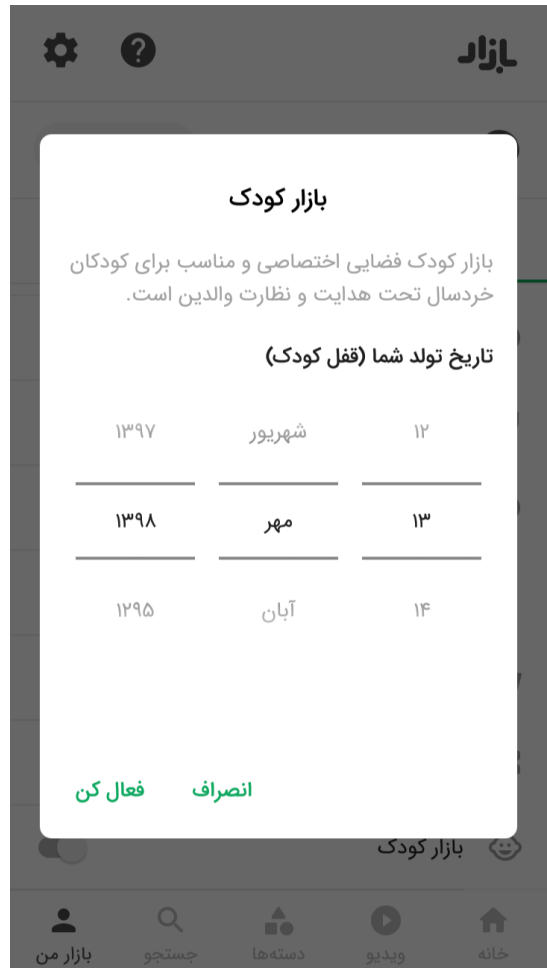 بازار
بازار کودک
بازار کودک فضایی اختصاصی و مناسب برای کودکان
خردسال تحت هدایت و نظارت والدین است.
تاریخ تولد شما (قفل کودک)
۱۲ شهریور ۱۳۹۷
۱۳ مهر ۱۳۹۸
۱۴ آبان ۱۲۹۵
انصراف فعال کن
بازار کودک
خانه ویدیو دسته‌ها جستجو بازار من